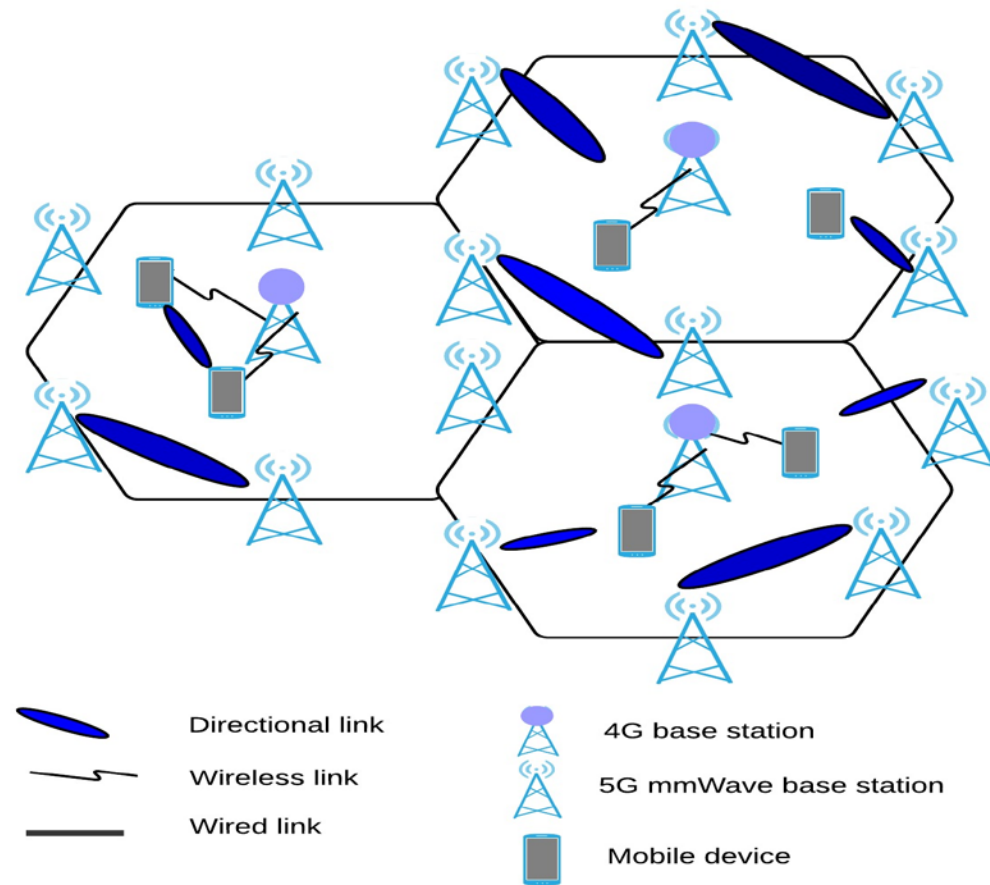 Directional link
Wireless link
Wired link
4G base station
5G mmWave base station
Mobile device